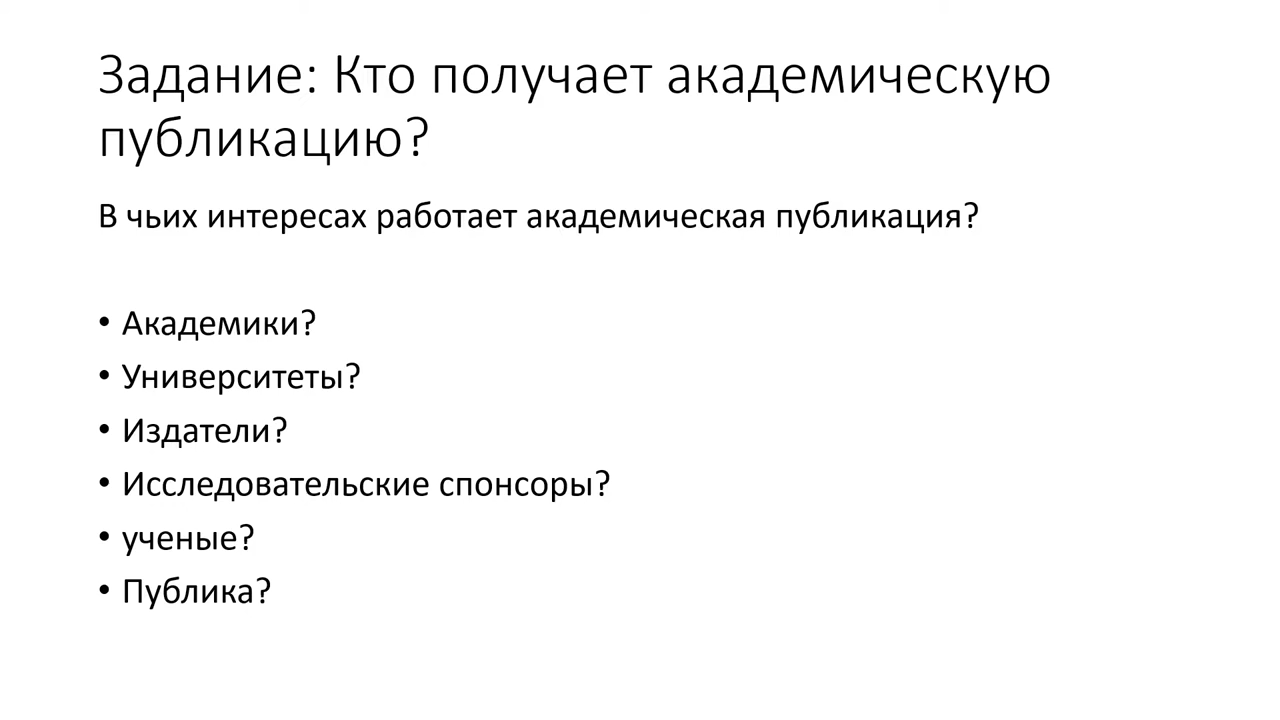 Задание: Кто получает академическую
публикацию?
В чьих интересах работает академическая публикация?
• Академики?
• Университеты?
• Издатели?
• Исследовательские спонсоры?
• ученые?
• Публика?